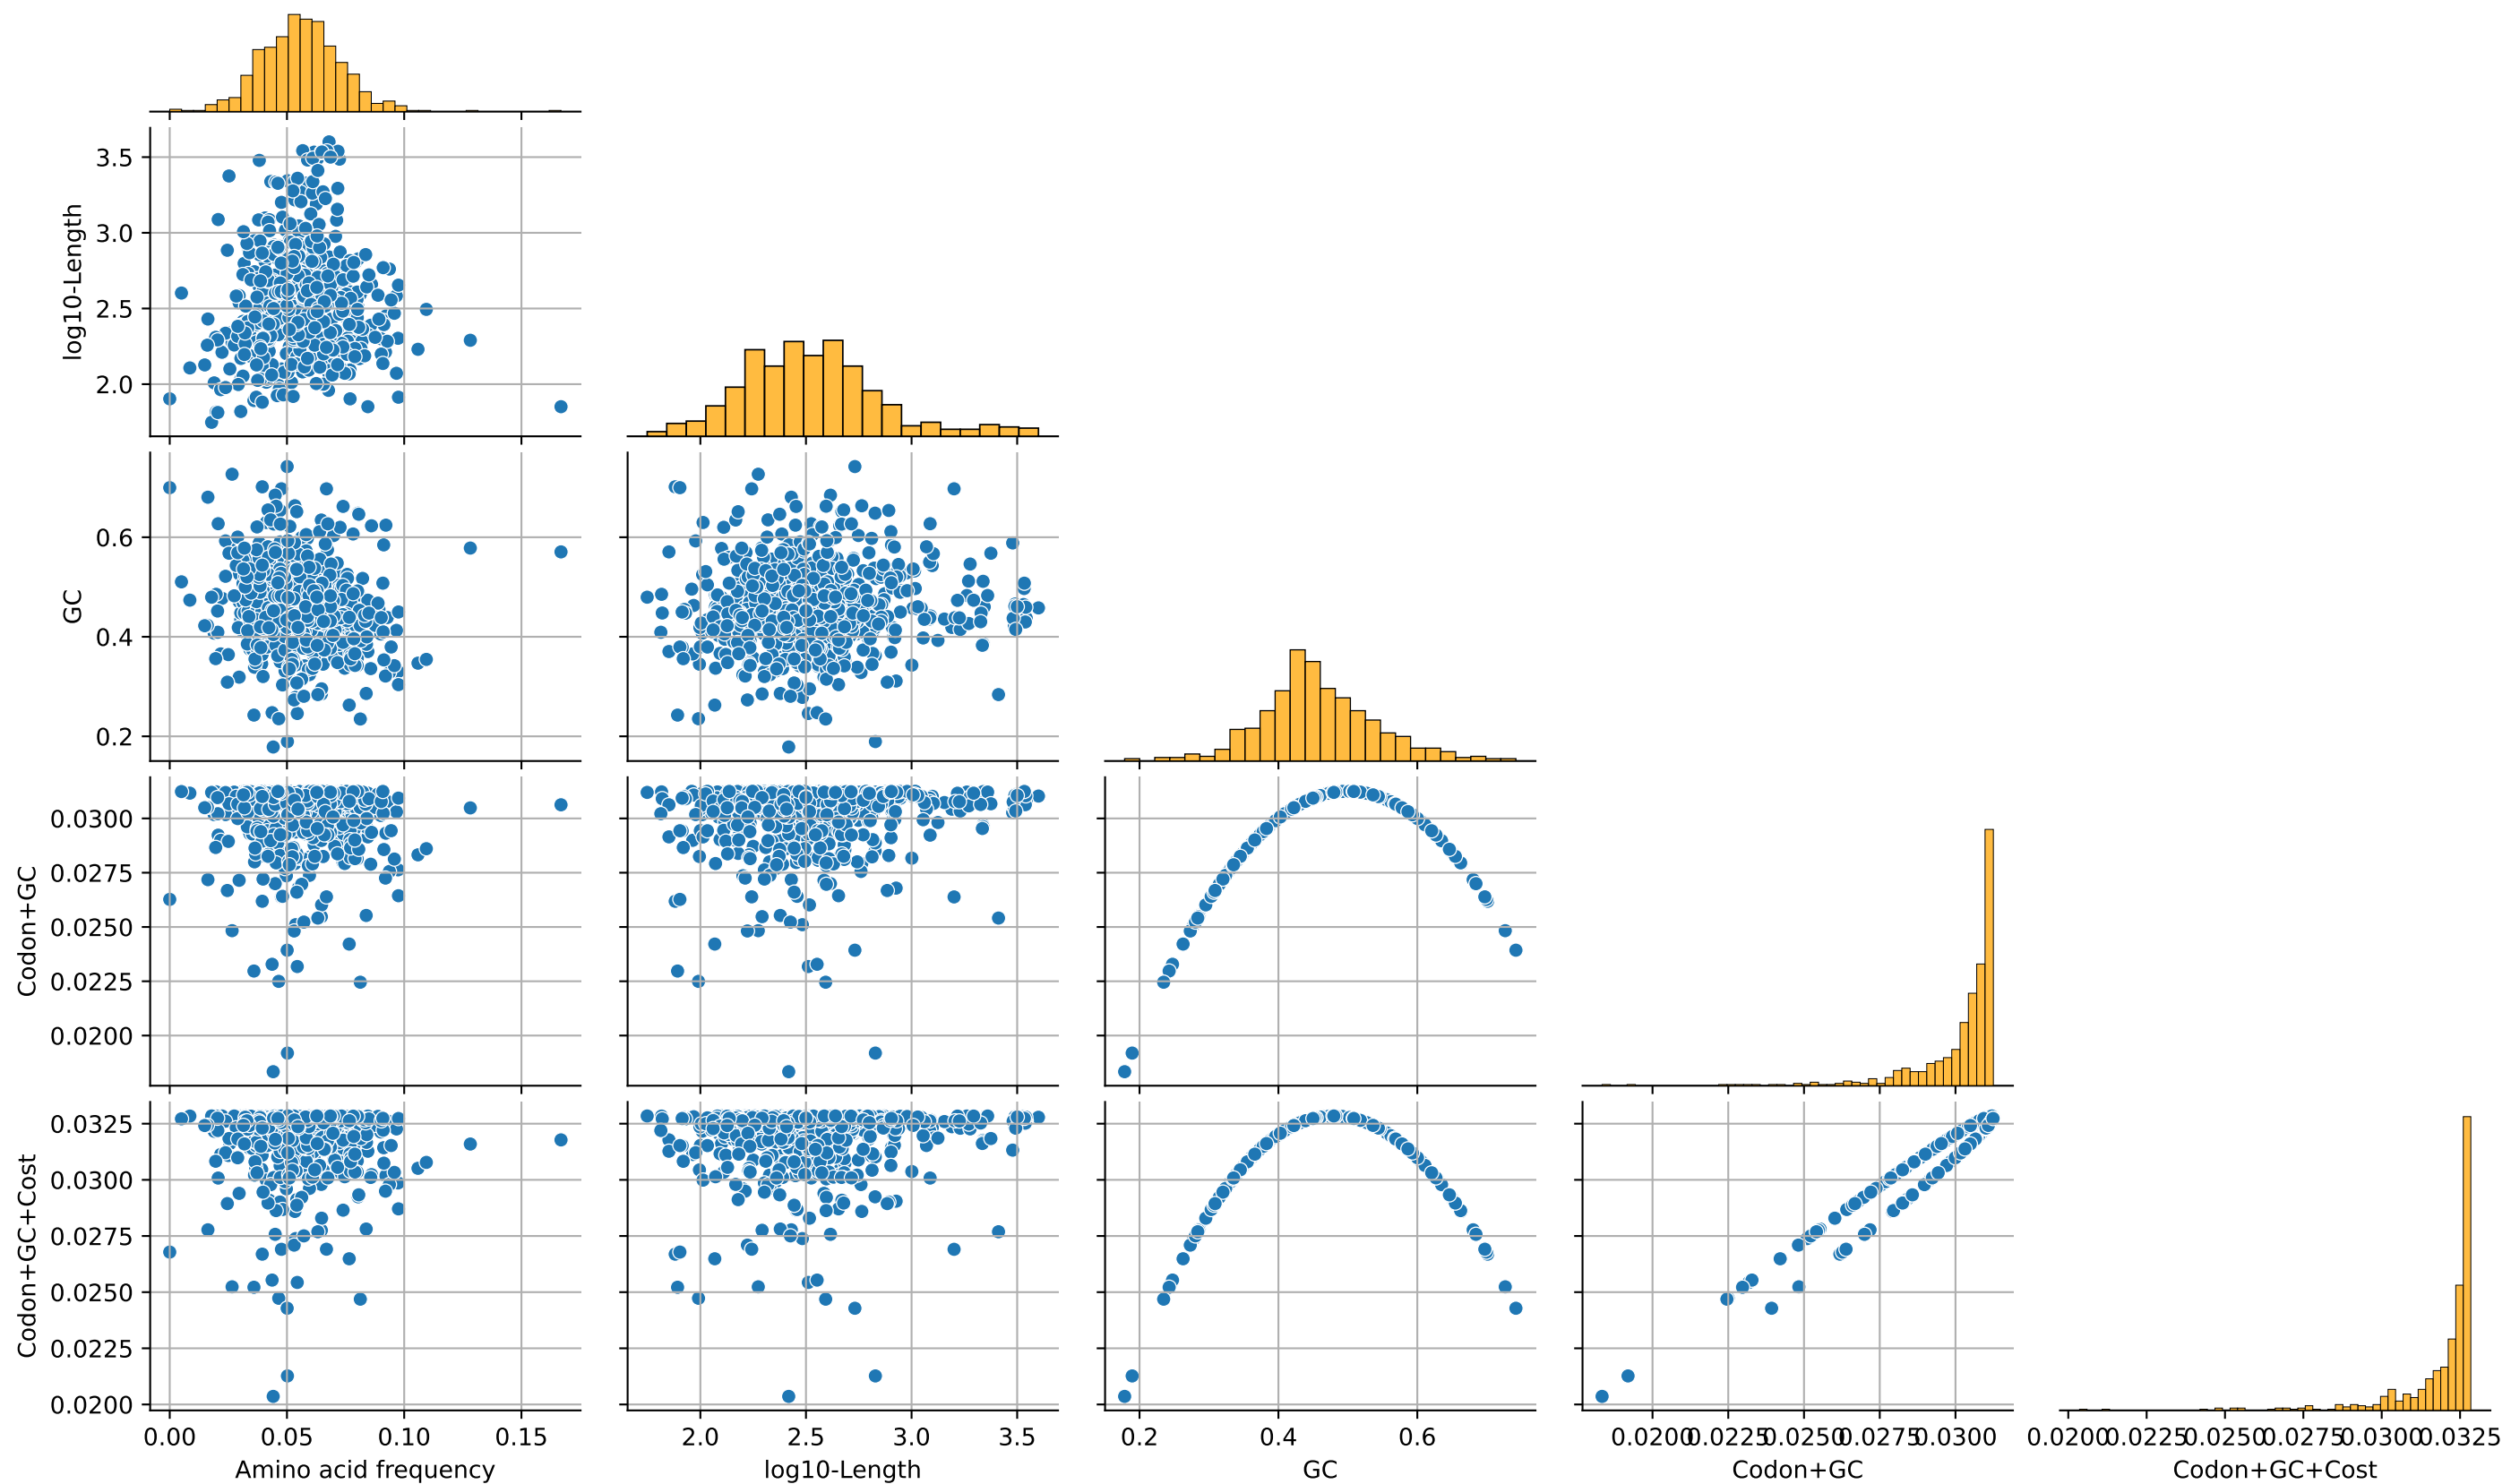 log10-Length
3.5
3.0
2.5
2.0
GC
0.6
0.4
0.2
Codon+GC
0.0300
0.0275
0.0250
0.0225
0.0200
Codon+GC+Cost
0.0325
0.0300
0.0275
0.0250
0.0225
0.0200
0.00 0.05 0.10 0.15
Amino acid frequency
2.0 2.5 3.0 3.5
log10-Length
0.2 0.4 0.6
GC
0.0200 0.0225 0.0250 0.0275 0.0300
Codon+GC
0.0200 0.0225 0.0250 0.0275 0.0300 0.0325
Codon+GC+Cost